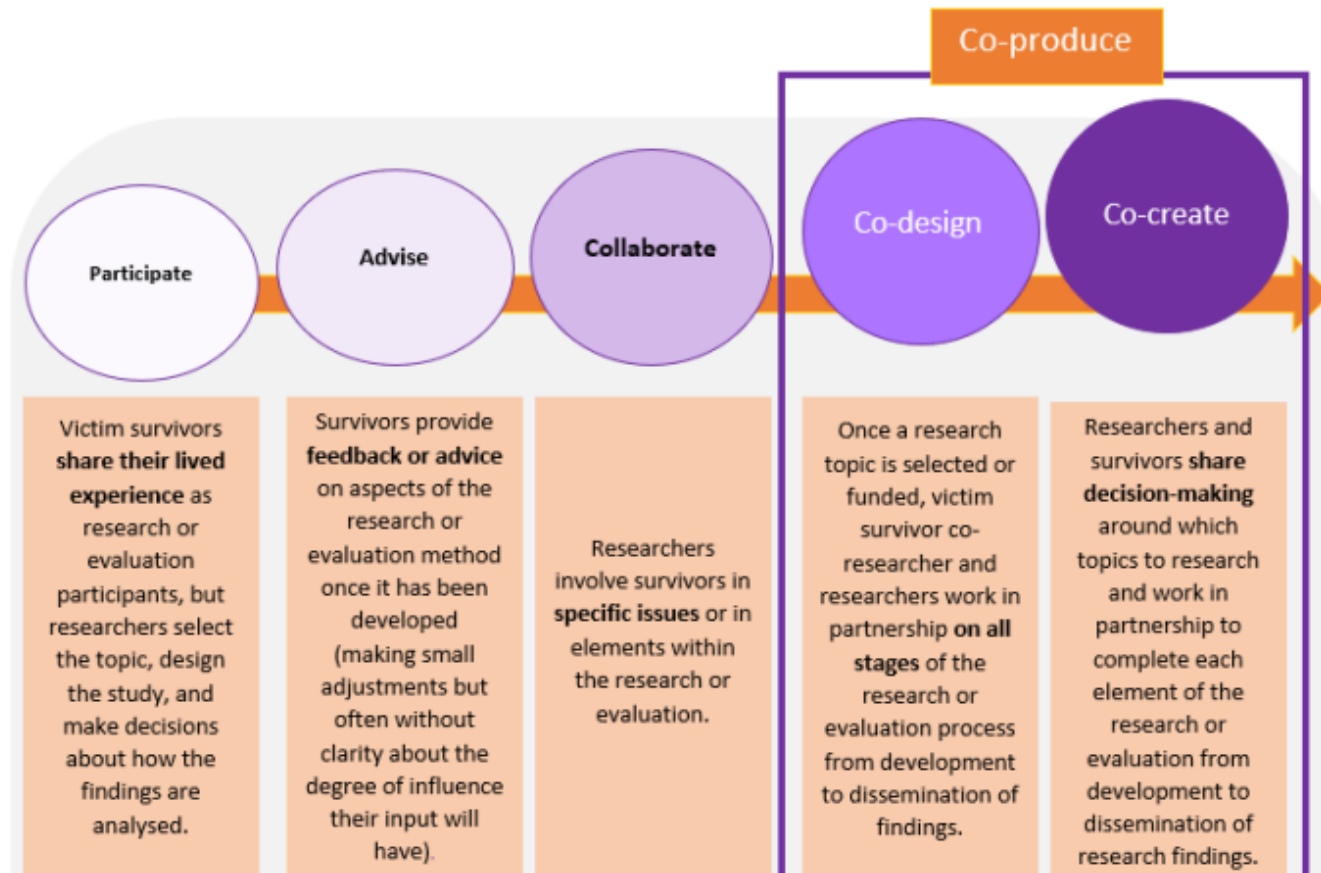 Co-produce
Participate
Advise
Collaborate
Co-design
Co-create
Victim survivors
share their lived
experience as
research or
evaluation
participants, but
researchers select
the topic, design
the study, and
make decisions
about how the
findings are
analysed.
Survivors provide
feedback or advice
on aspects of the
research or
evaluation method
once it has been
developed
(making small
adjustments but
often without
clarity about the
degree of influence
their input will
have).
Researchers
involve survivors in
specific issues or in
elements within
the research or
evaluation.
Once a research
topic is selected or
funded, victim
survivor co-
researcher and
researchers work in
partnership on all
stages of the
research or
evaluation process
from development
to dissemination of
findings.
Researchers and
survivors share
decision-making
around which
topics to research
and work in
partnership to
complete each
element of the
research or
evaluation from
development to
dissemination of
research findings.